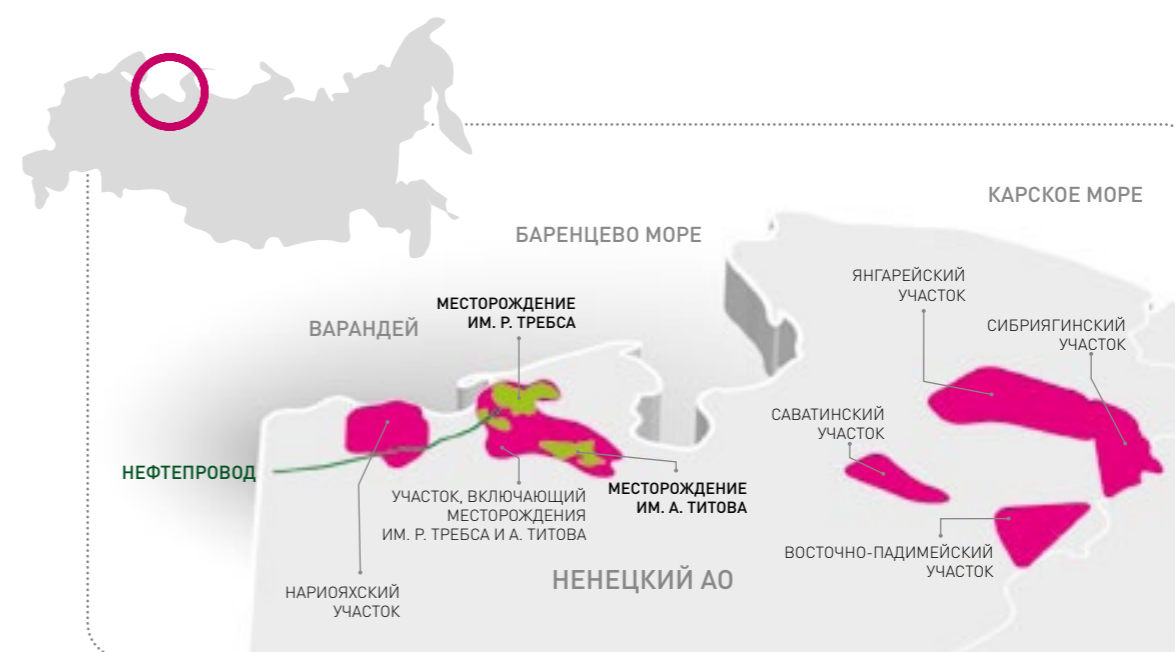 КАРСКОЕ МОРЕ
БАРЕНЦЕВО МОРЕ
ЯНГАРЕЙСКИЙ
УЧАСТОК
МЕСТОРОЖДЕНИЕ
ИМ. Р. ТРЕБСА
ВАРАНДЕЙ
СИБРИЯГИНСКИЙ
УЧАСТОК
САВАТИНСКИЙ
УЧАСТОК
НЕФТЕПРОВОД
УЧАСТОК, ВКЛЮЧАЮЩИЙ
МЕСТОРОЖДЕНИЯ
ИМ. Р. ТРЕБСА И А. ТИТОВА
МЕСТОРОЖДЕНИЕ
ИМ. А. ТИТОВА
ВОСТОЧНО-ПАДИМЕЙСКИЙ
УЧАСТОК
НЕНЕЦКИЙ АО
НАРИОЯХСКИЙ
УЧАСТОК